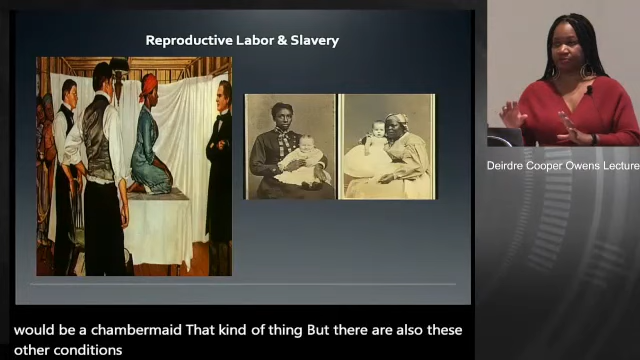 Reproductive Labor & Slavery
Deirdre Cooper Owens Lecture
would be a chambermaid That kind of thing But there are also these
other conditions